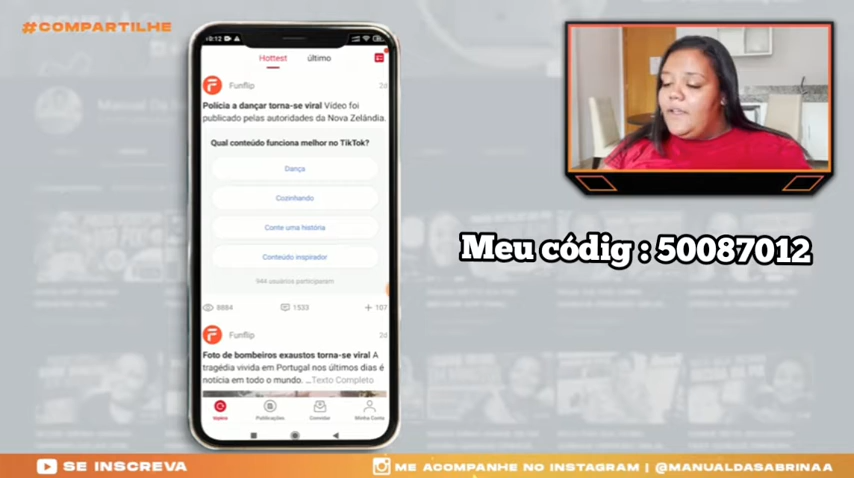 #COMPARTILHE
8:12
Hottest último
Funflip 2d
Polícia a dançar torna-se viral Vídeo foi
publicado pelas autoridades da Nova Zelândia.
Qual conteúdo funciona melhor no TikTok?
Dança
Cozinhando
Conte uma história
Conteúdo inspirador
944 usuários participaram
8884 1533 + 107
Funflip 2d
Foto de bombeiros exaustos torna-se viral A
tragédia vivida em Portugal nos últimos dias é
notícia em todo o mundo. ...Texto Completo
Publicações Convidar Minha Conta
Meu códig : 50087012
SE INSCREVA
ME ACOMPANHE NO INSTAGRAM | @MANUALDASABRINAA